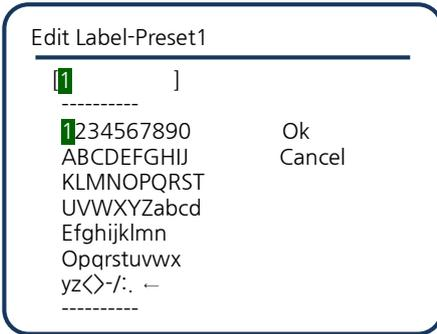 Edit Label-Preset1
[1 ]
----------
1234567890 Ok
ABCDEFGHIJ Cancel
KLMNOPQRST
UVWXYZabcd
Efghijklmn
Opqrstuvwx
yz<>-/:. ←
----------